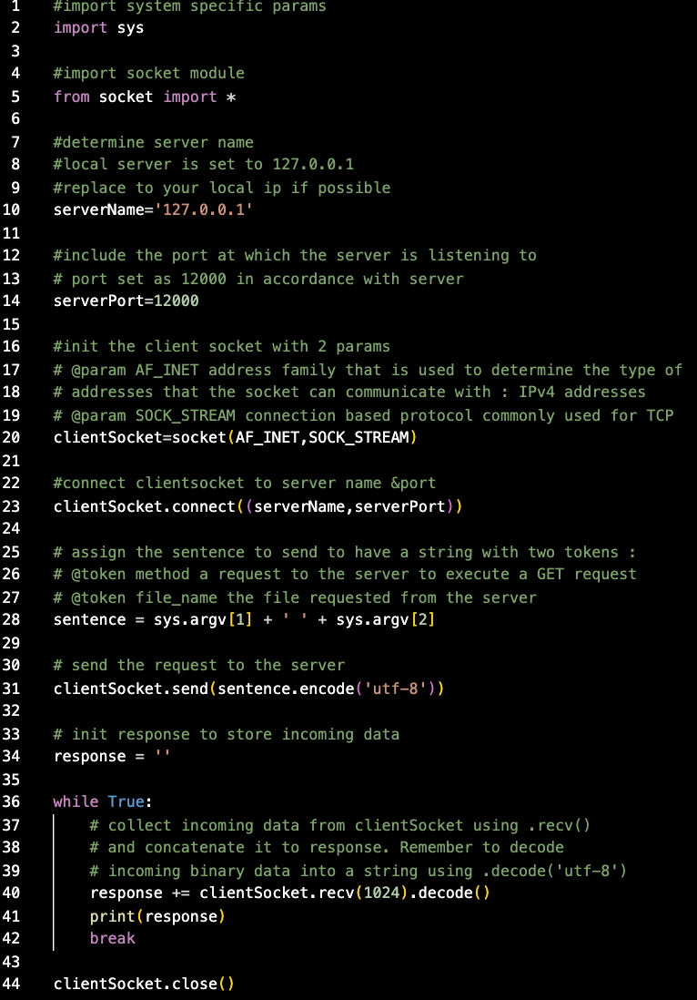 1 #import system specific params
2 import sys
3
4 #import socket module
5 from socket import *
6
7 #determine server name
8 #local server is set to 127.0.0.1
9 #replace to your local ip if possible
10 serverName='127.0.0.1'
11
12 #include the port at which the server is listening to
13 # port set as 12000 in accordance with server
14 serverPort=12000
15
16 #init the client socket with 2 params
17 # @param AF_INET address family that is used to determine the type of
18 # addresses that the socket can communicate with : IPv4 addresses
19 # @param SOCK_STREAM connection based protocol commonly used for TCP
20 clientSocket=socket(AF_INET,SOCK_STREAM)
21
22 #connect clientsocket to server name &port
23 clientSocket.connect((serverName,serverPort))
24
25 # assign the sentence to send to have a string with two tokens :
26 # @token method a request to the server to execute a GET request
27 # @token file_name the file requested from the server
28 sentence = sys.argv[1] + ' ' + sys.argv[2]
29
30 # send the request to the server
31 clientSocket.send(sentence.encode('utf-8'))
32
33 # init response to store incoming data
34 response = ''
35
36 while True:
37     # collect incoming data from clientSocket using .recv()
38     # and concatenate it to response. Remember to decode
39     # incoming binary data into a string using .decode('utf-8')
40     response += clientSocket.recv(1024).decode()
41     print(response)
42     break
43
44 clientSocket.close()